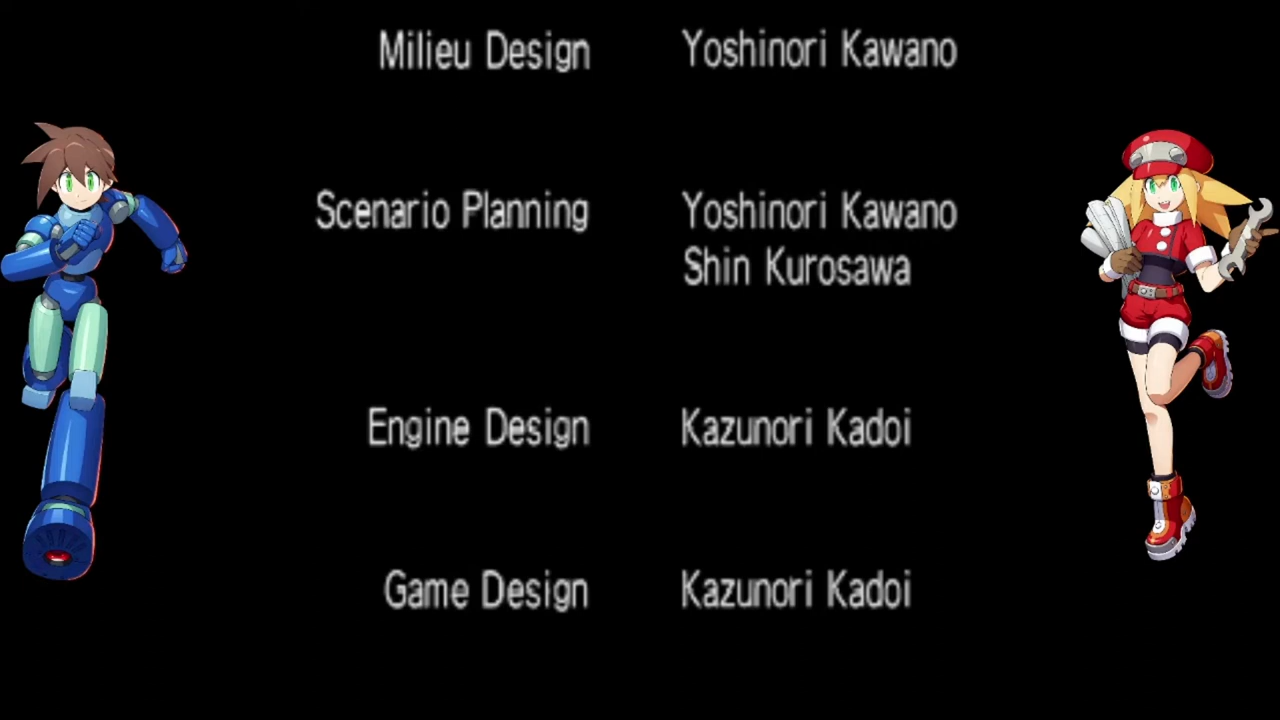 Milieu Design Yoshinori Kawano
Scenario Planning Yoshinori Kawano
Shin Kurosawa
Engine Design Kazunori Kadoi
Game Design Kazunori Kadoi